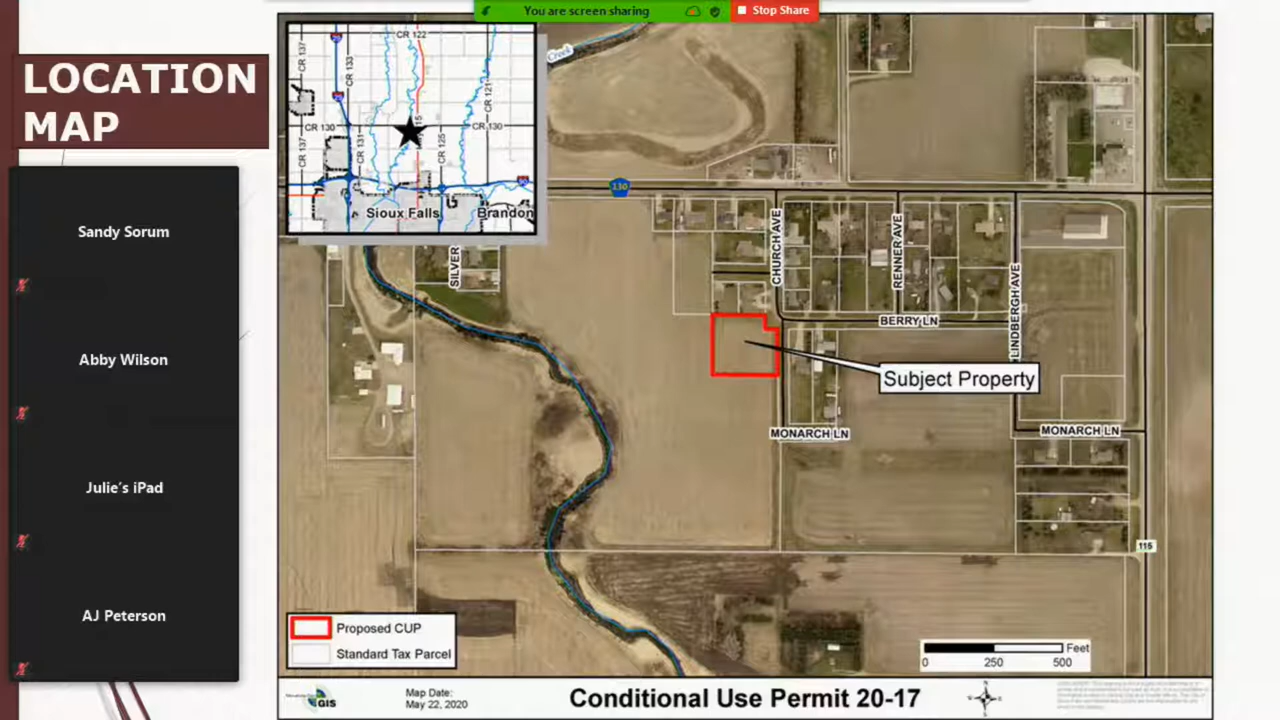 You are screen sharing
Stop Share
LOCATION
MAP
Sandy Sorum
Abby Wilson
Julie's iPad
AJ Peterson
CR 122
CR 137
CR 133
CR 121
CR 130
CR 130
CR 137
CR 131
CR 125
Sioux Falls
Brandon
Creek
130
SILVER
CHURCH AVE
RENNER AVE
LINDBERGH AVE
BERRY LN
Subject Property
MONARCH LN
MONARCH LN
115
Proposed CUP
Standard Tax Parcel
Feet
0 250 500
GIS
Map Date:
May 22, 2020
Conditional Use Permit 20-17